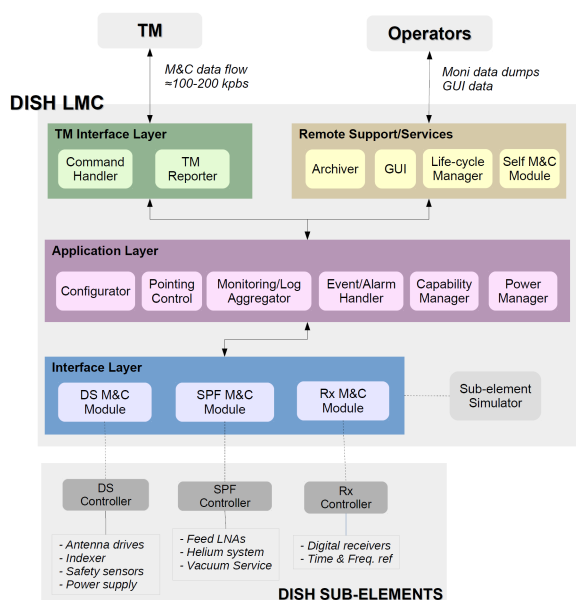 TM
Operators
M&C data flow
≈100-200 kpbs
Moni data dumps
GUI data
DISH LMC
TM Interface Layer
Command
Handler
TM
Reporter
Remote Support/Services
Archiver
GUI
Life-cycle
Manager
Self M&C
Module
Application Layer
Configurator
Pointing
Control
Monitoring/Log
Aggregator
Event/Alarm
Handler
Capability
Manager
Power
Manager
Interface Layer
DS M&C
Module
SPF M&C
Module
Rx M&C
Module
Sub-element
Simulator
DS
Controller
SPF
Controller
Rx
Controller
- Antenna drives
- Indexer
- Safety sensors
- Power supply
- Feed LNAs
- Helium system
- Vacuum Service
- Digital receivers
- Time & Freq. ref
DISH SUB-ELEMENTS